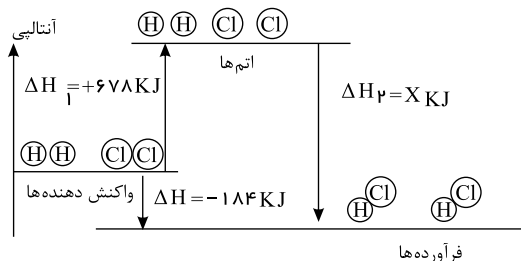 آنتالپی
H H Cl Cl
اتم‌ها
ΔH۱=+۶۷۸KJ
ΔH۲=X KJ
H H Cl Cl
واکنش دهنده‌ها
ΔH=-۱۸۴KJ
H Cl H Cl
فرآورده‌ها